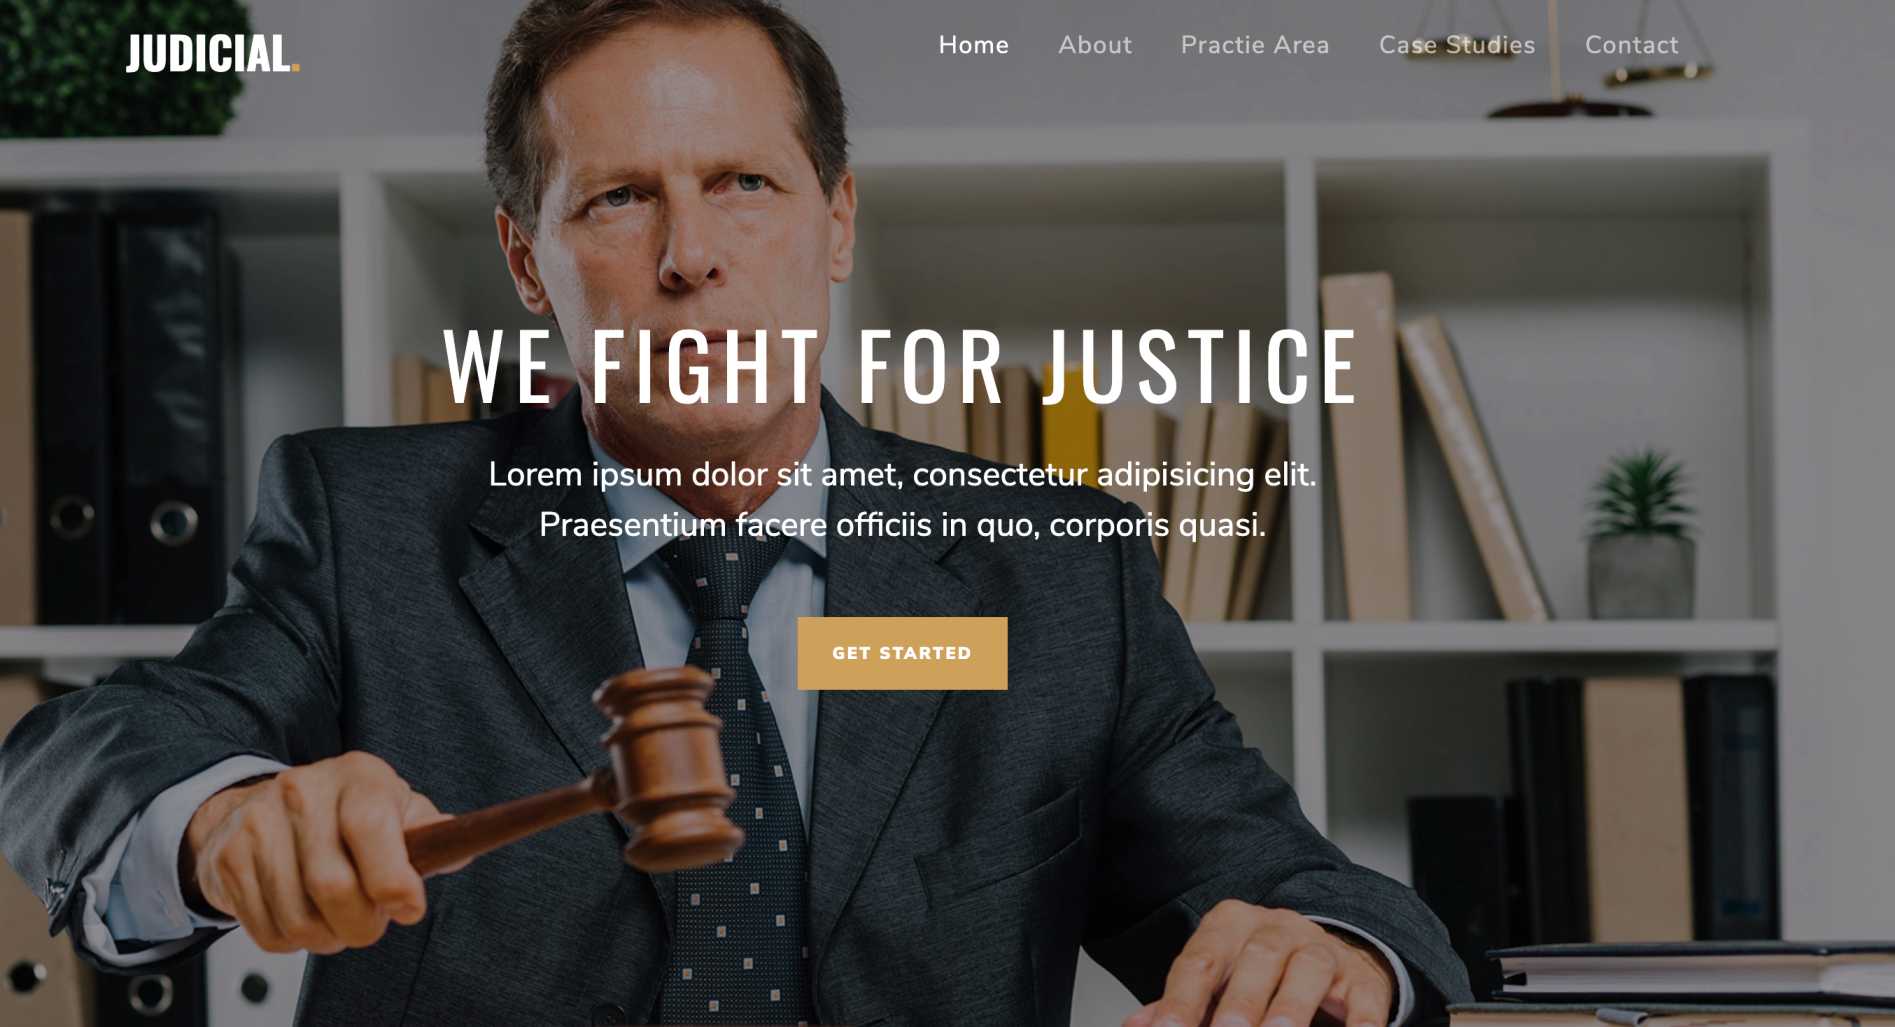 JUDICIAL.
Home About Practie Area Case Studies Contact
WE FIGHT FOR JUSTICE
Lorem ipsum dolor sit amet, consectetur adipisicing elit.
Praesentium facere officiis in quo, corporis quasi.
GET STARTED